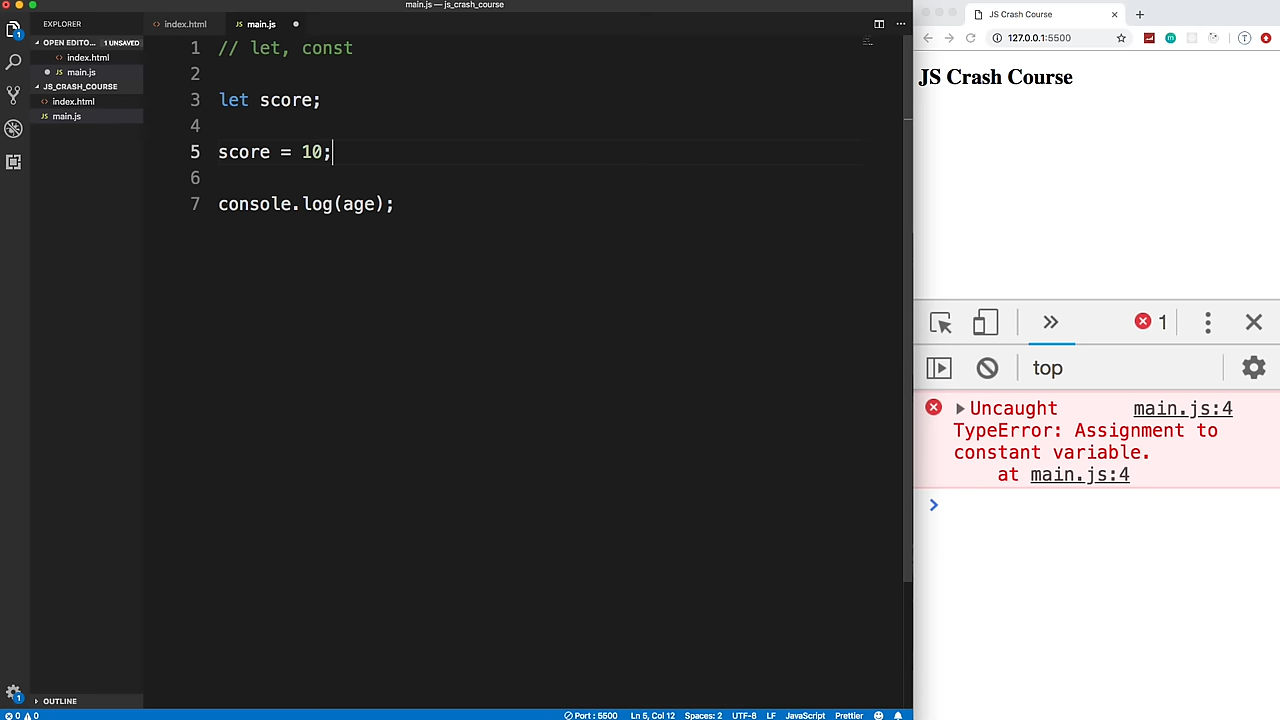 main.js — js_crash_course
EXPLORER
OPEN EDITO... 1 UNSAVED
index.html
main.js
JS_CRASH_COURSE
index.html
main.js
OUTLINE
index.html
main.js
1 // let, const
2
3 let score;
4
5 score = 10;
6
7 console.log(age);
0 0
Port : 5500
Ln 5, Col 12
Spaces: 2
UTF-8
LF
JavaScript
Prettier
JS Crash Course
127.0.0.1:5500
JS Crash Course
1
top
Uncaught main.js:4
TypeError: Assignment to
constant variable.
at main.js:4